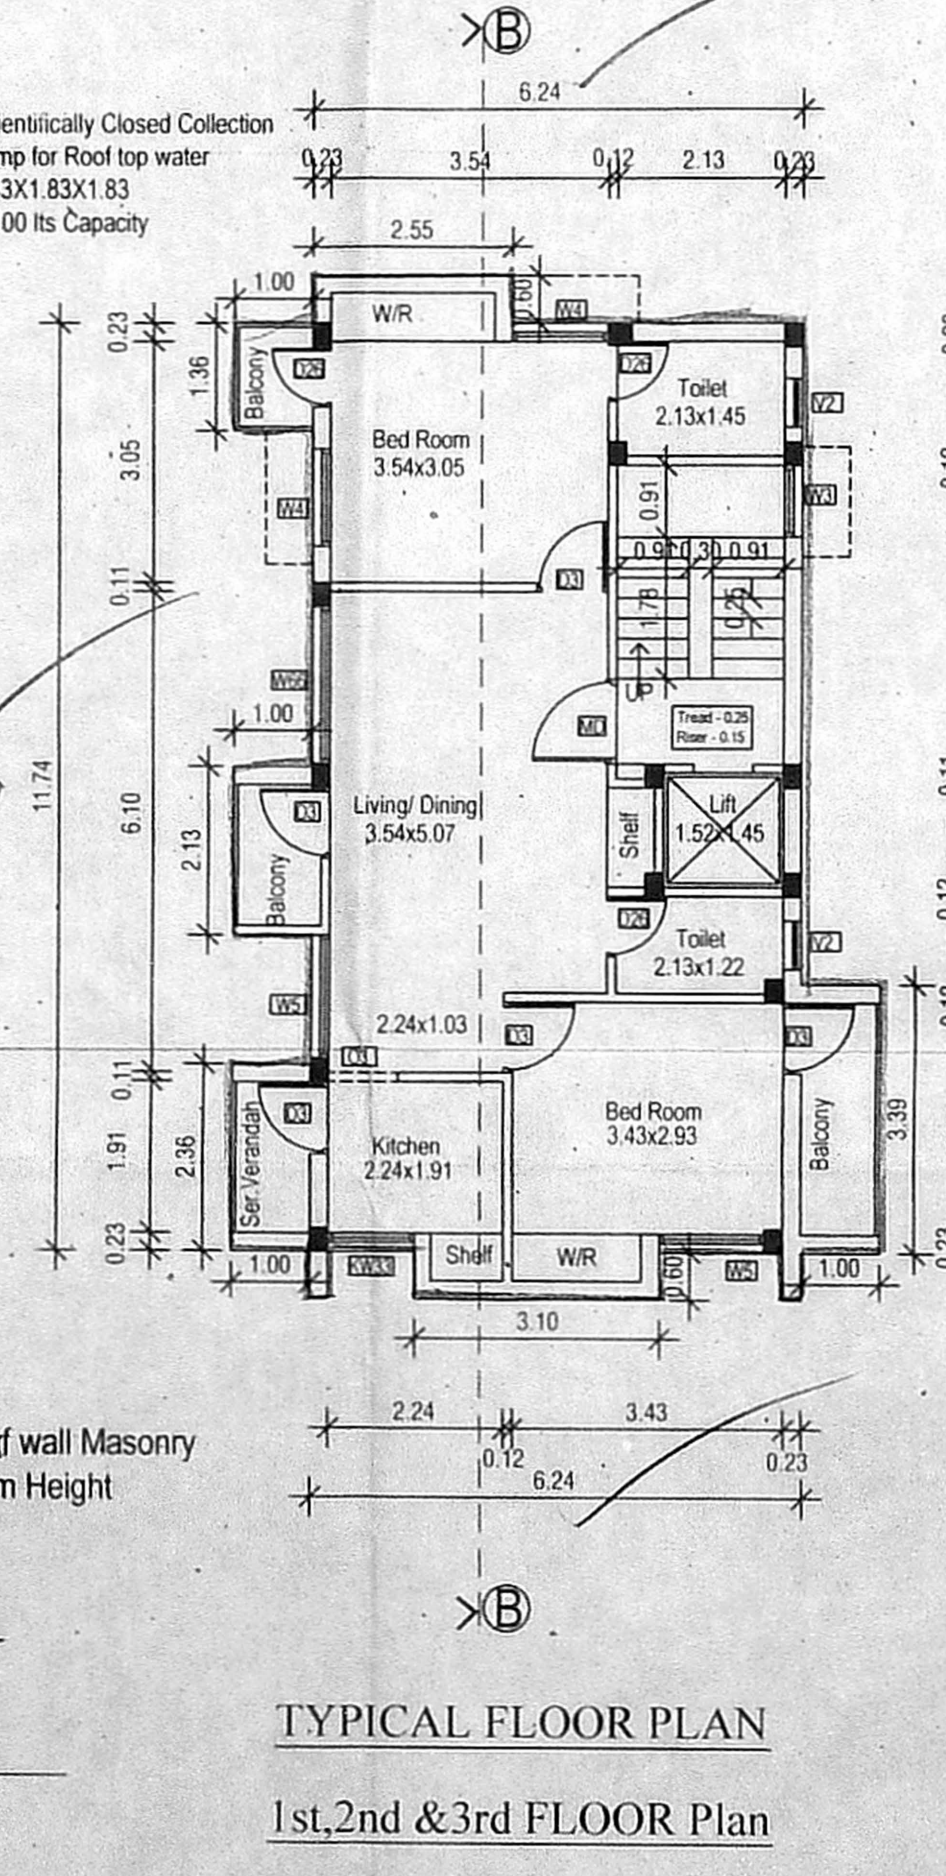 B
6.24
entifically Closed Collection
mp for Roof top water
3X1.83X1.83
00 lts Capacity
0.23 3.54 0.12 2.13 0.23
2.55
1.00
0.60
W/R
W4
0.23
1.36
Balcony
D26
D26
Toilet
2.13x1.45
V2
3.05
Bed Room
3.54x3.05
W4
0.91
W3
0.91 0.30 0.91
0.11
D3
1.78
0.25
W66
UP
1.00
MD
Tread - 0.25
Riser - 0.15
11.74
6.10
2.13
D3
Living/ Dining
3.54x5.07
Shelf
Lift
1.52x1.45
Balcony
D26
Toilet
2.13x1.22
V2
W5
2.24x1.03
D3
D3
0.11
1.91
2.36
Ser.Verandah
D3
Kitchen
2.24x1.91
Bed Room
3.43x2.93
Balcony
3.39
0.23
Shelf
W/R
1.00
KW33
0.60
W5
1.00
3.10
2.24 3.43
0.12 0.23
6.24
f wall Masonry
m Height
B
TYPICAL FLOOR PLAN
1st,2nd &3rd FLOOR Plan